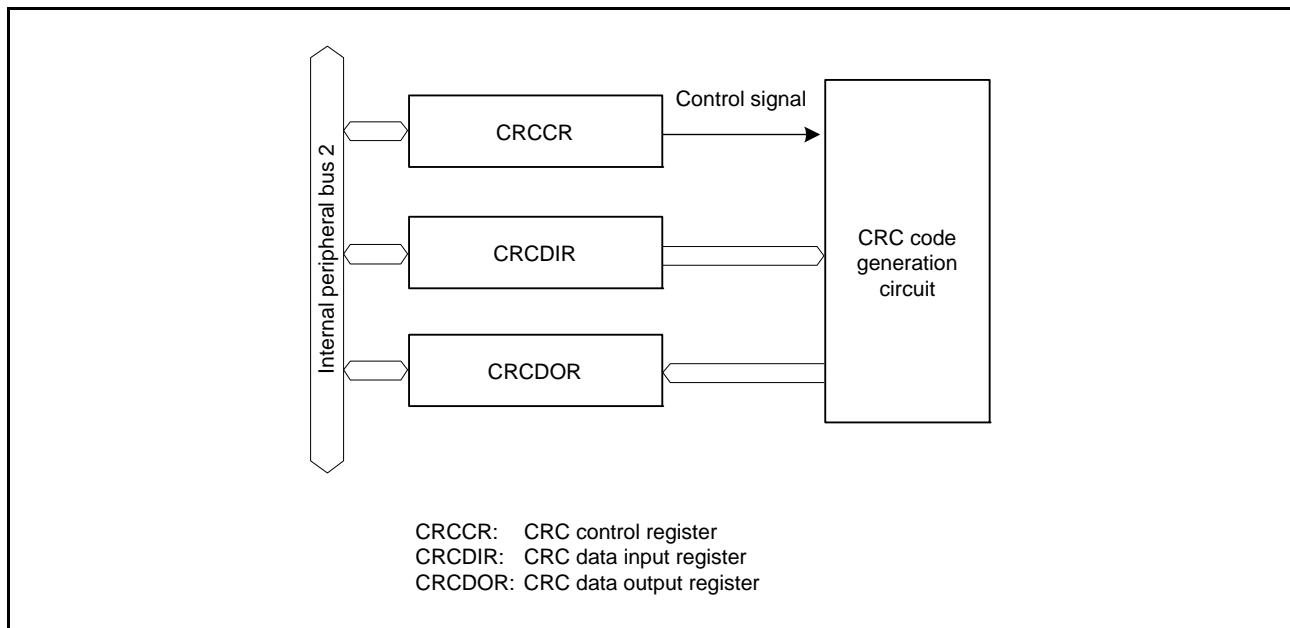 Internal peripheral bus 2
CRCCR
Control signal
CRCDIR
CRCDOR
CRC code
generation
circuit
CRCCR: CRC control register
CRCDIR: CRC data input register
CRCDOR: CRC data output register